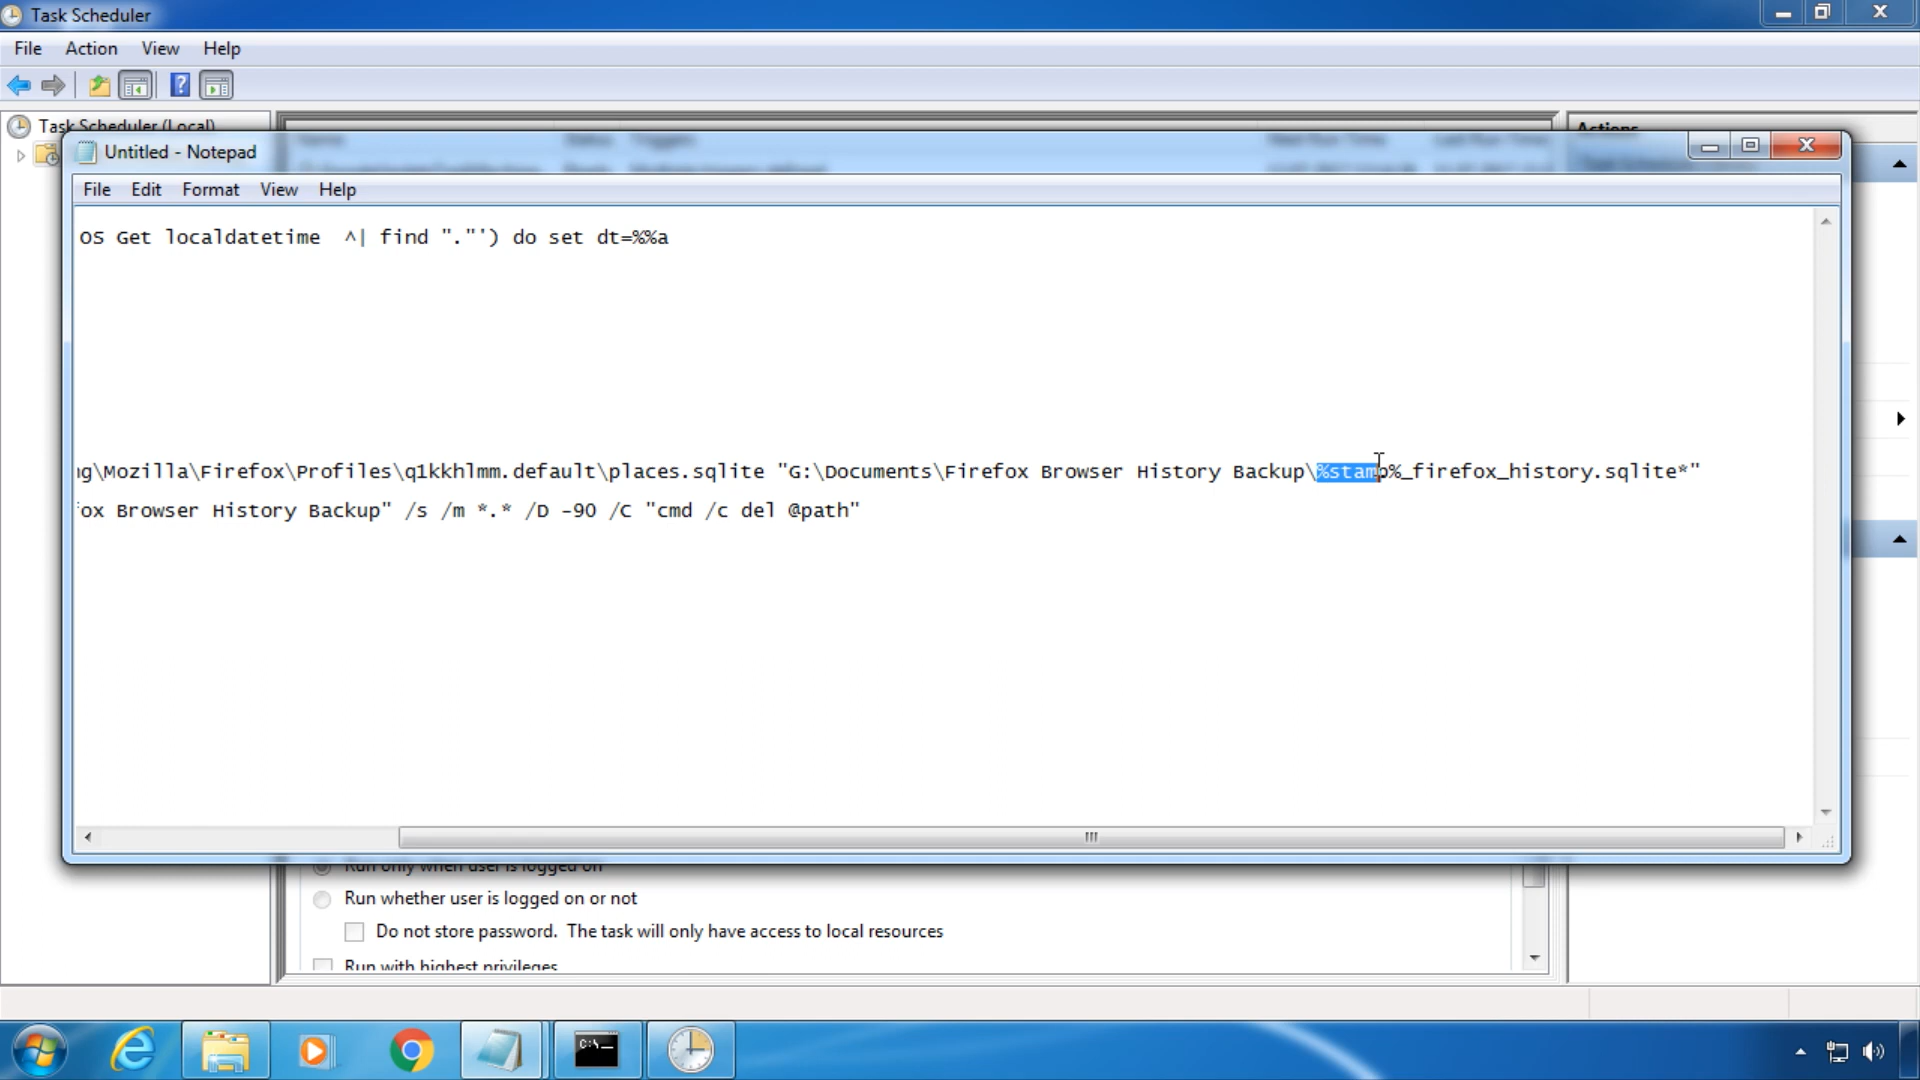 Task Scheduler
File Action View Help
Task Scheduler (Local)
Actions
Untitled - Notepad
File Edit Format View Help
OS Get localdatetime  ^| find "."') do set dt=%%a
ng\Mozilla\Firefox\Profiles\q1kkhlmm.default\places.sqlite "G:\Documents\Firefox Browser History Backup\%stamp%_firefox_history.sqlite*"
ox Browser History Backup" /s /m *.* /D -90 /C "cmd /c del @path"
Run only when user is logged on
Run whether user is logged on or not
Do not store password.  The task will only have access to local resources
Run with highest privileges
C:\_